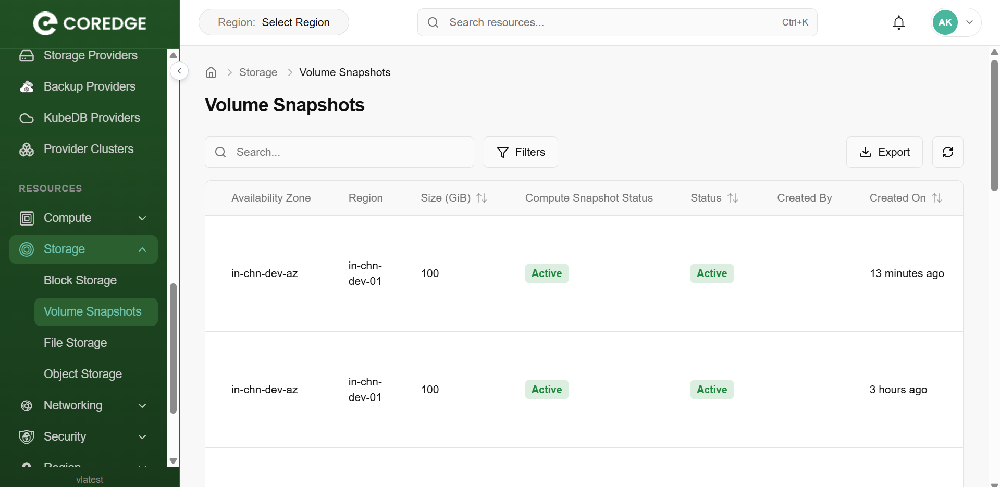 COREDGE
Region: Select Region
Search resources...
Ctrl+K
AK
Storage Providers
Backup Providers
KubeDB Providers
Provider Clusters
RESOURCES
Compute
Storage
Block Storage
Volume Snapshots
File Storage
Object Storage
Networking
Security
Region
vlatest
Storage
Volume Snapshots
Volume Snapshots
Search...
Filters
Export
Availability Zone
Region
Size (GiB)
Compute Snapshot Status
Status
Created By
Created On
in-chn-dev-az
in-chn-
dev-01
100
Active
Active
13 minutes ago
in-chn-dev-az
in-chn-
dev-01
100
Active
Active
3 hours ago